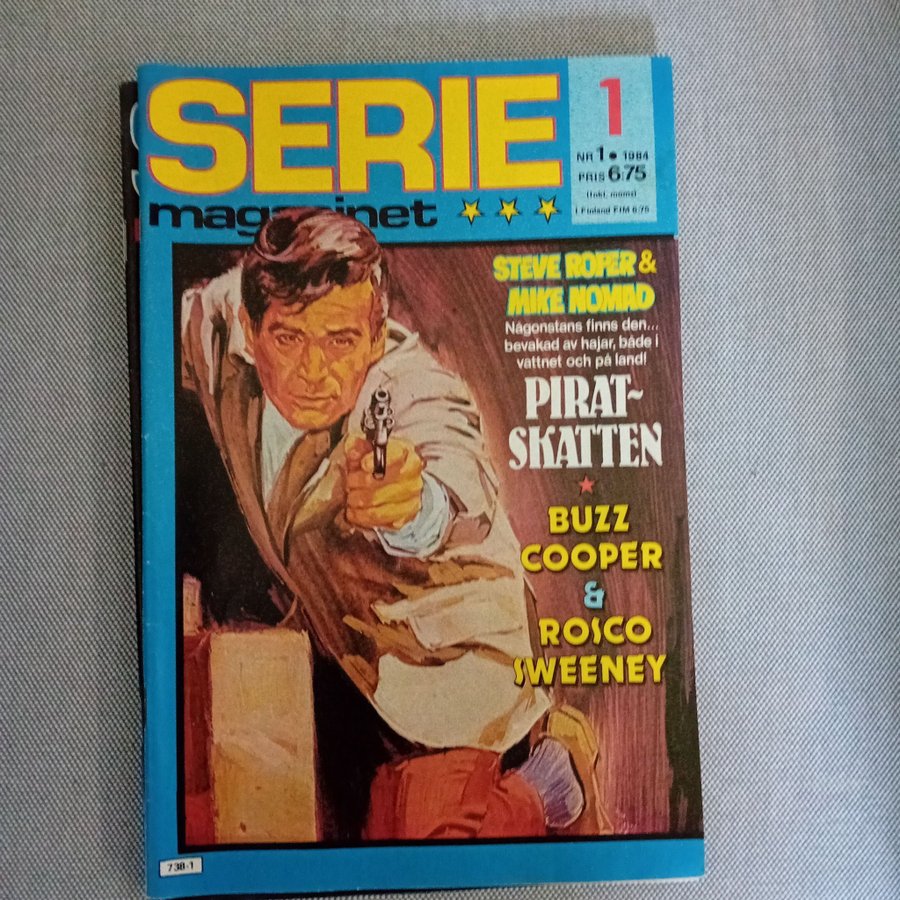 SERIE
magazinet
1
NR 1 • 1984
PRIS 6:75
(Inkl. moms)
I Finland FIM 6:75
STEVE ROPER &
MIKE NOMAD
Någonstans finns den...
bevakad av hajar, både i
vattnet och på land!
PIRAT-
SKATTEN
BUZZ
COOPER
&
ROSCO
SWEENEY
738-1